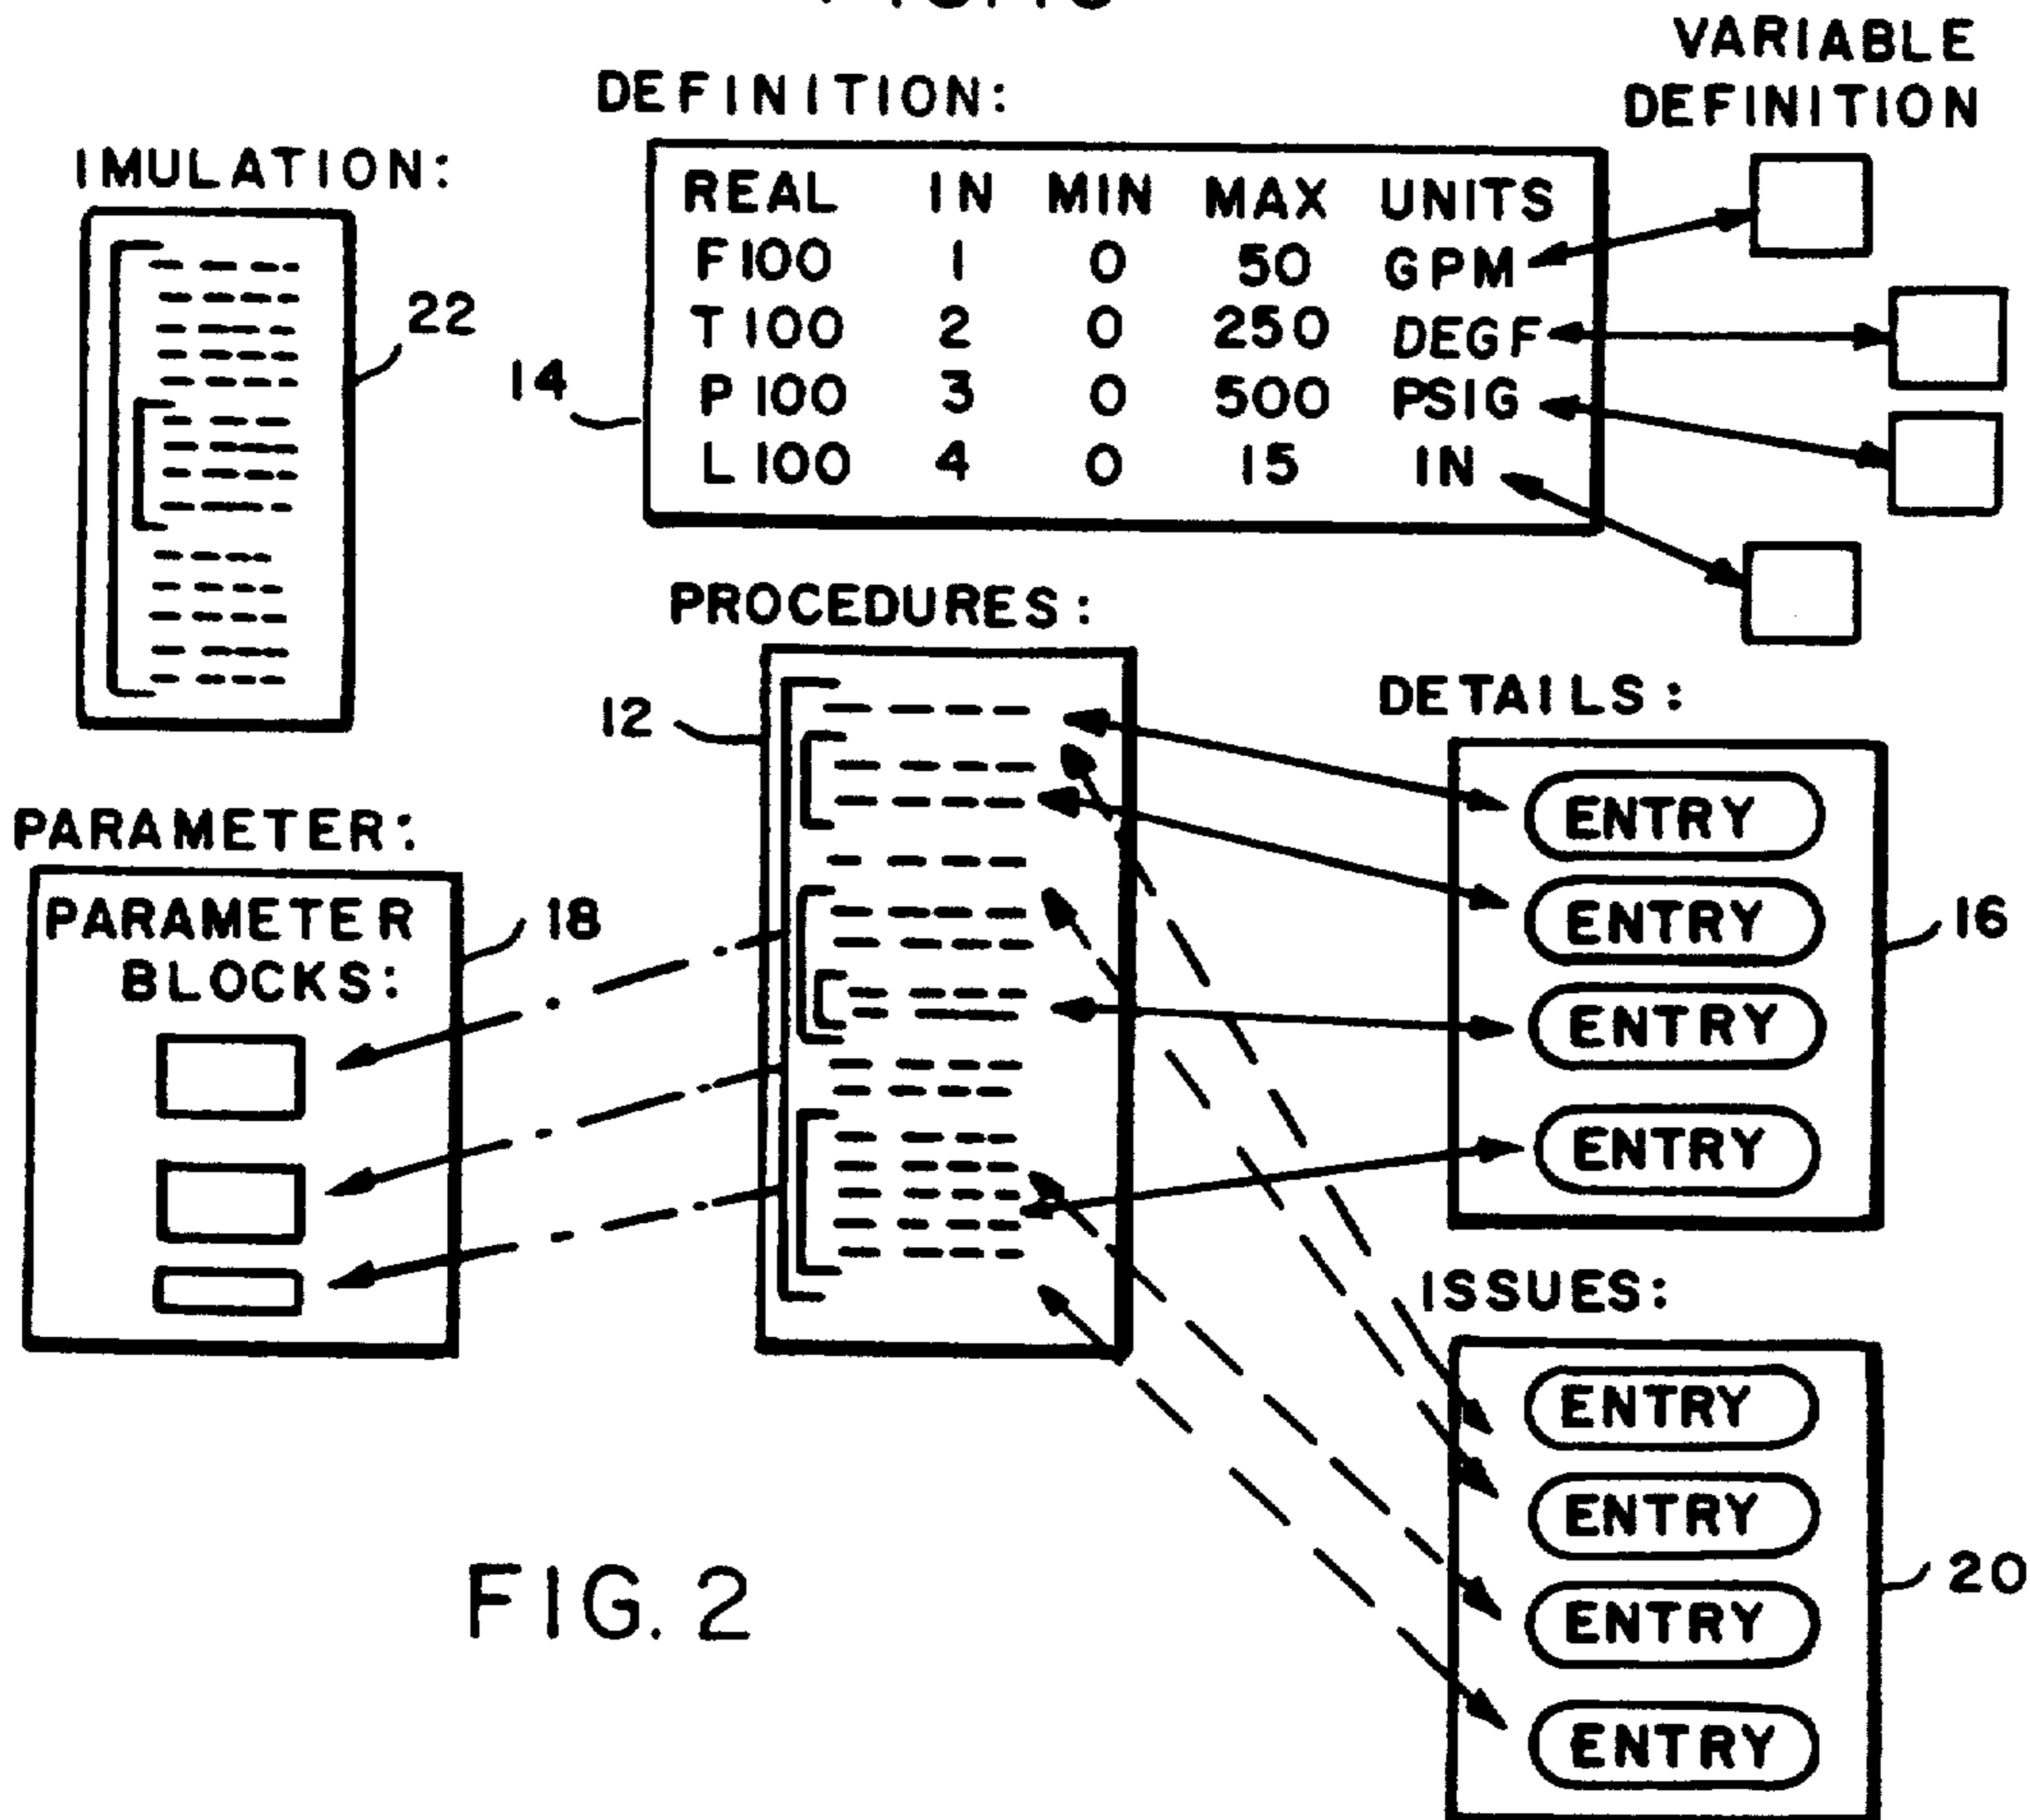 VARIABLE
DEFINITION
DEFINITION:
IMULATION:
REAL IN MIN MAX UNITS
F100 1 0 50 GPM
T100 2 0 250 DEGF
P100 3 0 500 PSIG
L100 4 0 15 IN
22
14
PROCEDURES:
12
DETAILS:
ENTRY
ENTRY
ENTRY
ENTRY
16
PARAMETER:
PARAMETER
BLOCKS:
18
ISSUES:
ENTRY
ENTRY
ENTRY
ENTRY
20
FIG. 2